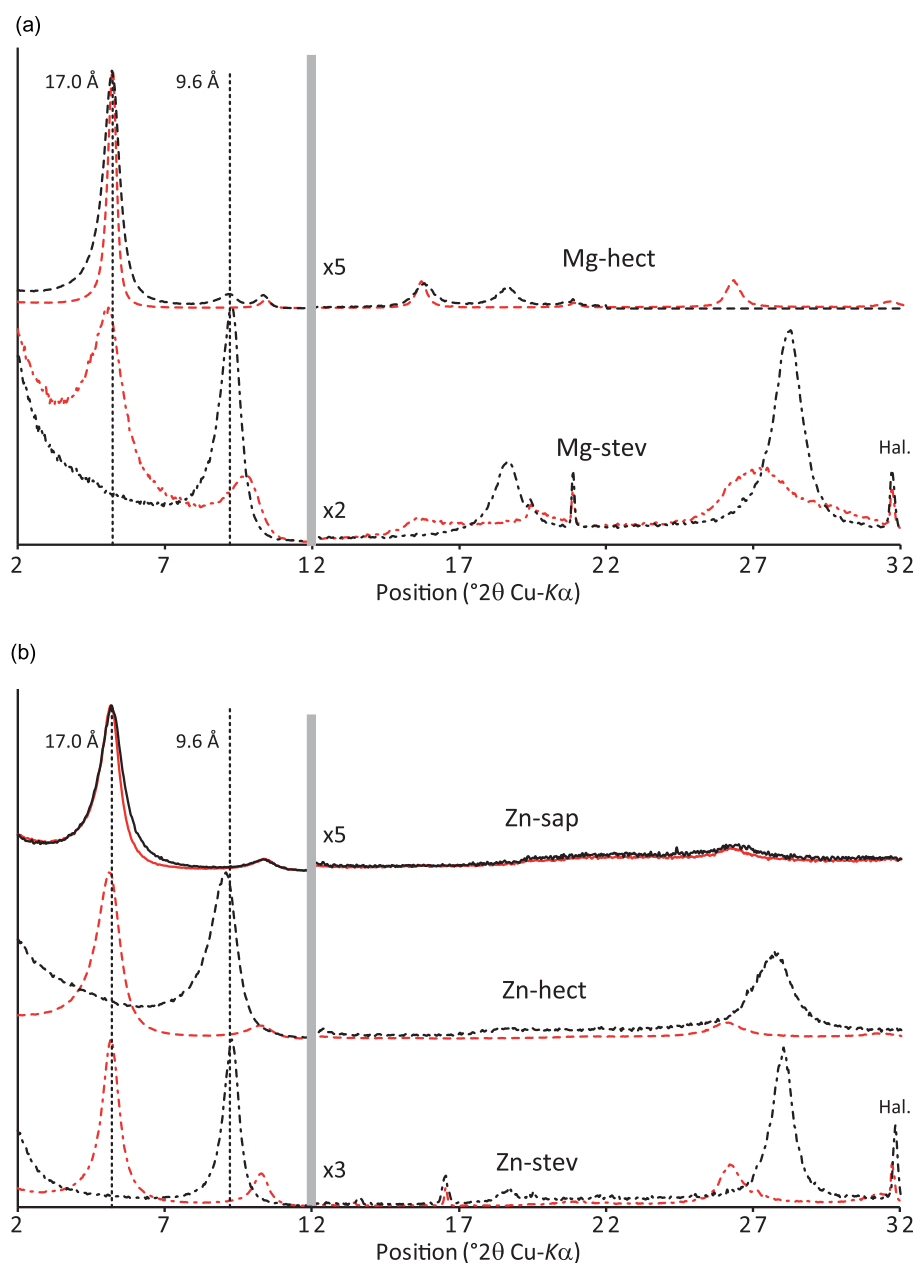 (a)
17.0 Å 9.6 Å
x5 Mg-hect
Mg-stev Hal.
x2
2 7 12 17 22 27 32
Position (°2θ Cu-Kα)
(b)
17.0 Å 9.6 Å
x5 Zn-sap
Zn-hect
Hal.
x3 Zn-stev
2 7 12 17 22 27 32
Position (°2θ Cu-Kα)